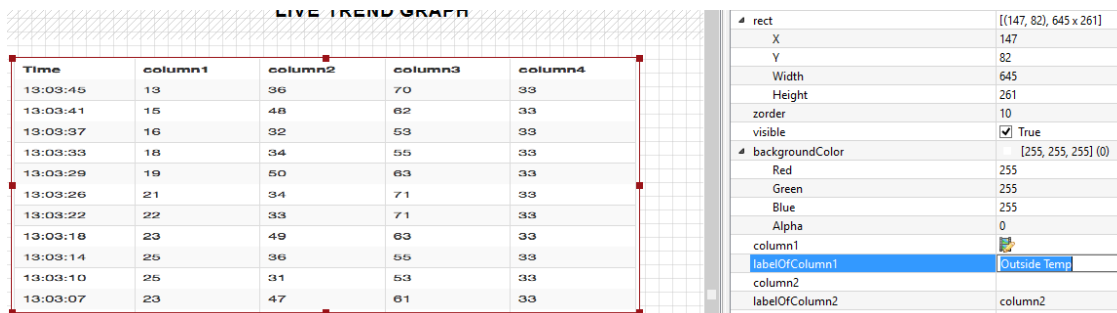 LIVE TREND GRAPH
Time column1 column2 column3 column4
13:03:45 13 36 70 33
13:03:41 15 48 62 33
13:03:37 16 32 53 33
13:03:33 18 34 55 33
13:03:29 19 50 63 33
13:03:26 21 34 71 33
13:03:22 22 33 71 33
13:03:18 23 49 63 33
13:03:14 25 36 55 33
13:03:10 25 31 53 33
13:03:07 23 47 61 33
rect [(147, 82), 645 x 261]
X 147
Y 82
Width 645
Height 261
zorder 10
visible True
backgroundColor [255, 255, 255] (0)
Red 255
Green 255
Blue 255
Alpha 0
column1
labelOfColumn1 Outside Temp
column2
labelOfColumn2 column2